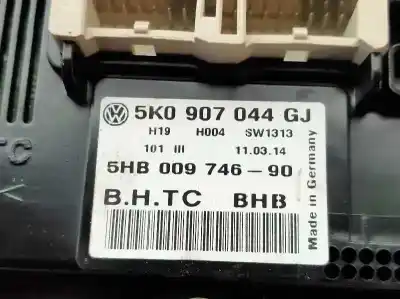 5K0 907 044 GJ
H19 H004 SW1313
101 III 11.03.14
5HB 009 746-90
B.H.TC BHB
Made in Germany
TC